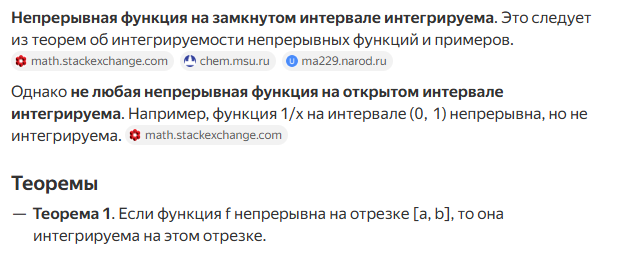 Непрерывная функция на замкнутом интервале интегрируема. Это следует
из теорем об интегрируемости непрерывных функций и примеров.
math.stackexchange.com chem.msu.ru ma229.narod.ru
Однако не любая непрерывная функция на открытом интервале
интегрируема. Например, функция 1/x на интервале (0, 1) непрерывна, но не
интегрируема. math.stackexchange.com
Теоремы
— Теорема 1. Если функция f непрерывна на отрезке [a, b], то она
интегрируема на этом отрезке.